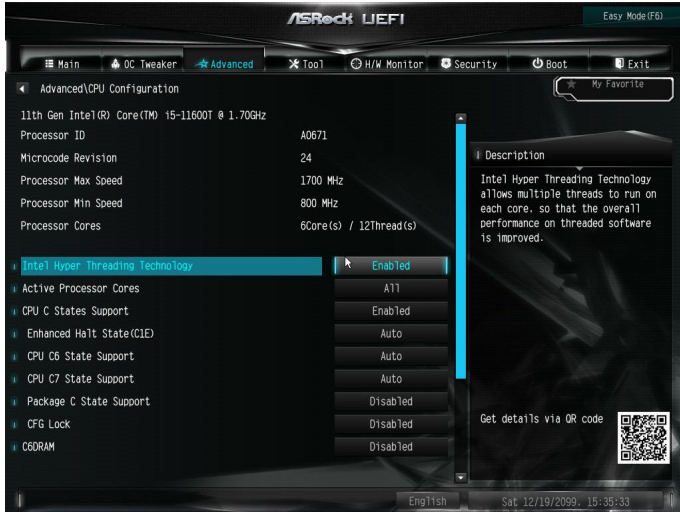 ASRock UEFI
Easy Mode(F6)
Main
OC Tweaker
Advanced
Tool
H/W Monitor
Security
Boot
Exit
Advanced\CPU Configuration
My Favorite
11th Gen Intel(R) Core(TM) i5-11600T @ 1.70GHz
Processor ID A0671
Microcode Revision 24
Processor Max Speed 1700 MHz
Processor Min Speed 800 MHz
Processor Cores 6Core(s) / 12Thread(s)
Intel Hyper Threading Technology Enabled
Active Processor Cores All
CPU C States Support Enabled
Enhanced Halt State(C1E) Auto
CPU C6 State Support Auto
CPU C7 State Support Auto
Package C State Support Disabled
CFG Lock Disabled
C6DRAM Disabled
Description
Intel Hyper Threading Technology
allows multiple threads to run on
each core. so that the overall
performance on threaded software
is improved.
Get details via QR code
English
Sat 12/19/2099. 15:35:33